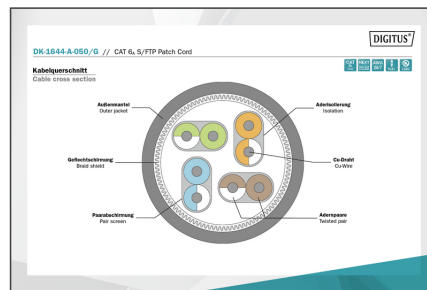 DIGITUS®
DK-1644-A-050/G // CAT 6A S/FTP Patch Cord
Kabelquerschnitt
Cable cross section
Außenmantel
Outer jacket
Aderisolierung
Isolation
Geflechtschirmung
Braid shield
Cu-Draht
Cu-Wire
Paarabschirmung
Pair screen
Adernpaare
Twisted pair